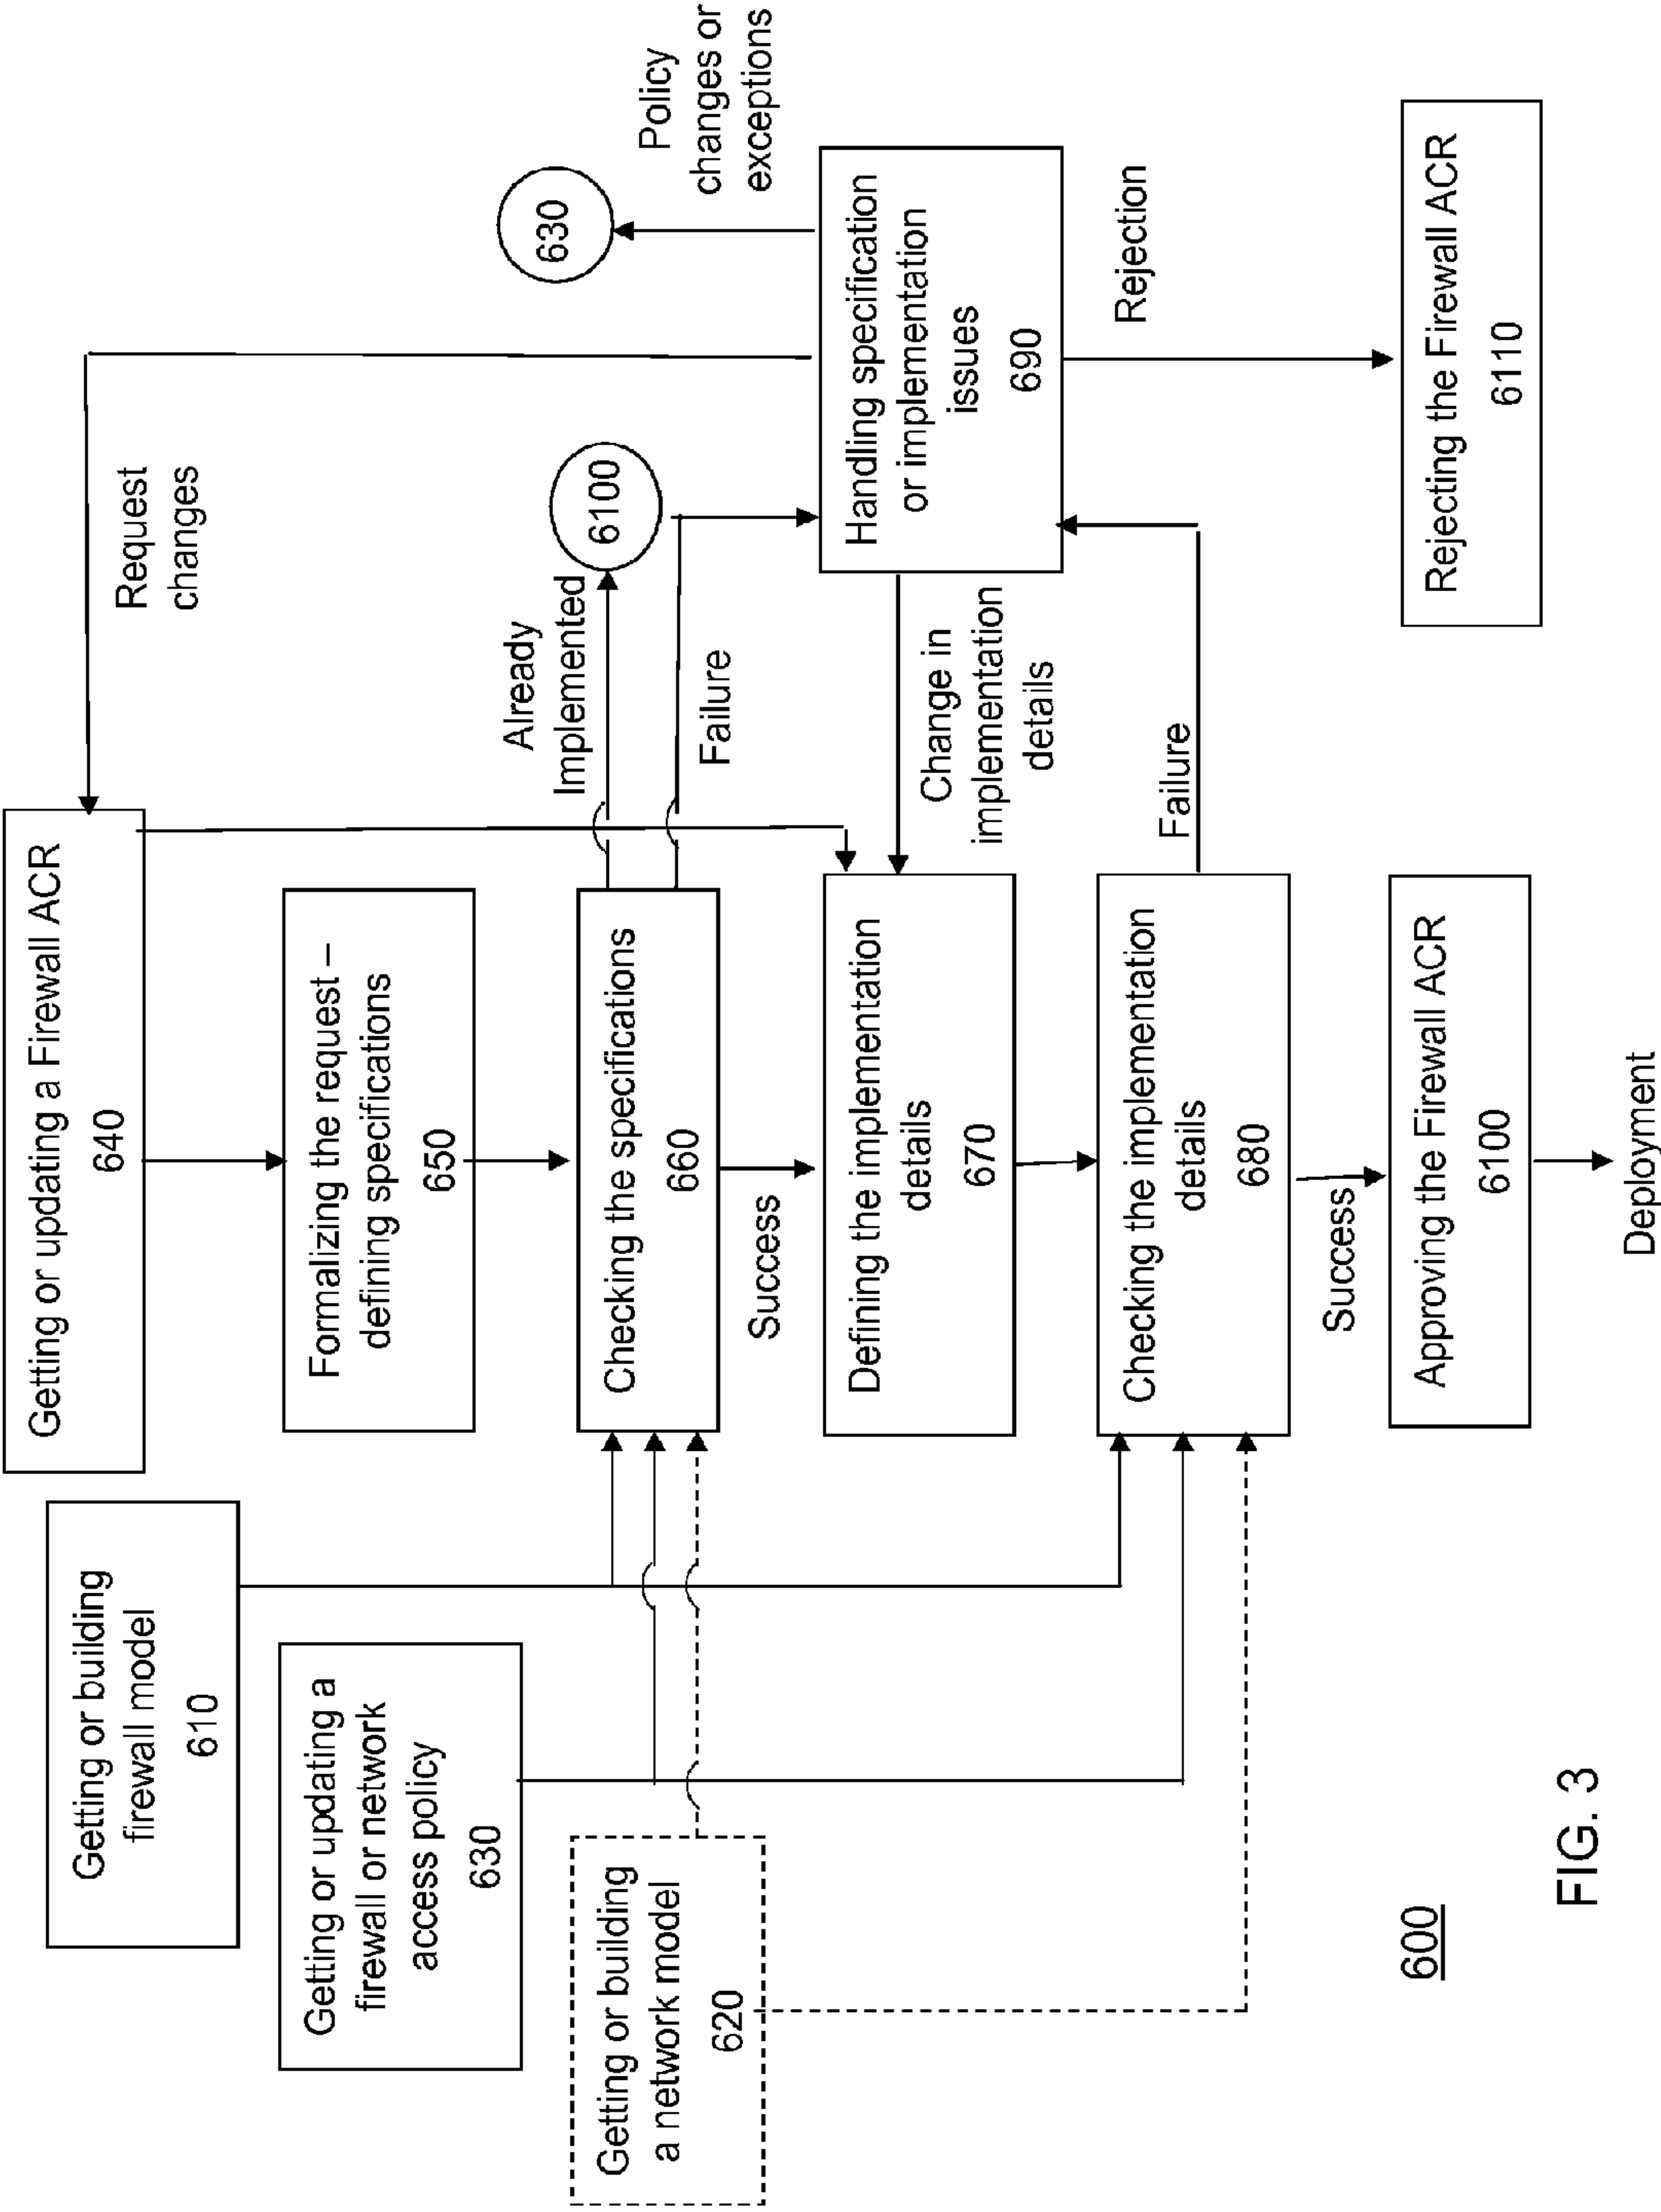 Getting or updating a Firewall ACR
640
Request
changes
Getting or building
firewall model
610
Formalizing the request –
defining specifications
650
Getting or updating a
firewall or network
access policy
630
Checking the specifications
660
Already
Implemented
6100
Failure
630
Policy
changes or
exceptions
Getting or building
a network model
620
Success
Defining the implementation
details
670
Change in
implementation
details
Handling specification
or implementation
issues
690
Checking the implementation
details
680
Failure
Rejection
Success
Approving the Firewall ACR
6100
Rejecting the Firewall ACR
6110
Deployment
600
FIG. 3